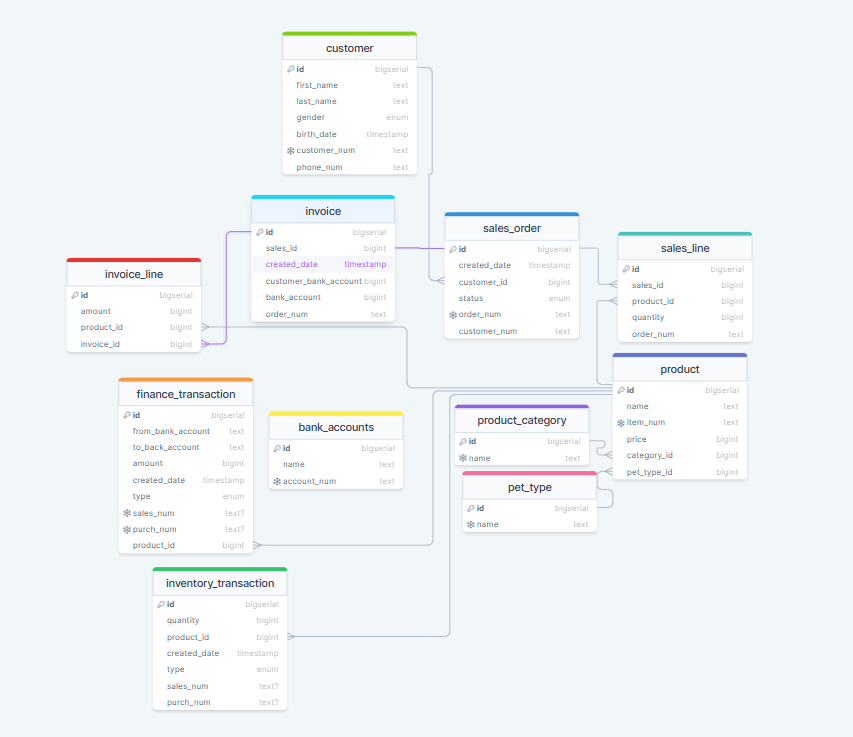 customer
id bigserial
first_name text
last_name text
gender enum
birth_date timestamp
customer_num text
phone_num text
invoice
id bigserial
sales_id bigint
created_date timestamp
customer_bank_account bigint
bank_account bigint
order_num text
sales_order
id bigserial
created_date timestamp
customer_id bigint
status enum
order_num text
customer_num text
sales_line
id bigserial
sales_id bigint
product_id bigint
quantity bigint
order_num text
invoice_line
id bigserial
amount bigint
product_id bigint
invoice_id bigint
product
id bigserial
name text
item_num text
price bigint
category_id bigint
pet_type_id bigint
finance_transaction
id bigserial
from_bank_account text
to_back_account text
amount bigint
created_date timestamp
type enum
sales_num text?
purch_num text?
product_id bigint
bank_accounts
id bigserial
name text
account_num text
product_category
id bigserial
name text
pet_type
id bigserial
name text
inventory_transaction
id bigserial
quantity bigint
product_id bigint
created_date timestamp
type enum
sales_num text?
purch_num text?